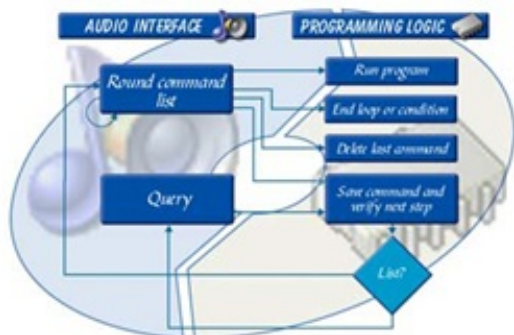 AUDIO INTERFACE
PROGRAMMING LOGIC
Round command
list
Run program
End loop or condition
Delete last command
Query
Save command and
verify next step
List?